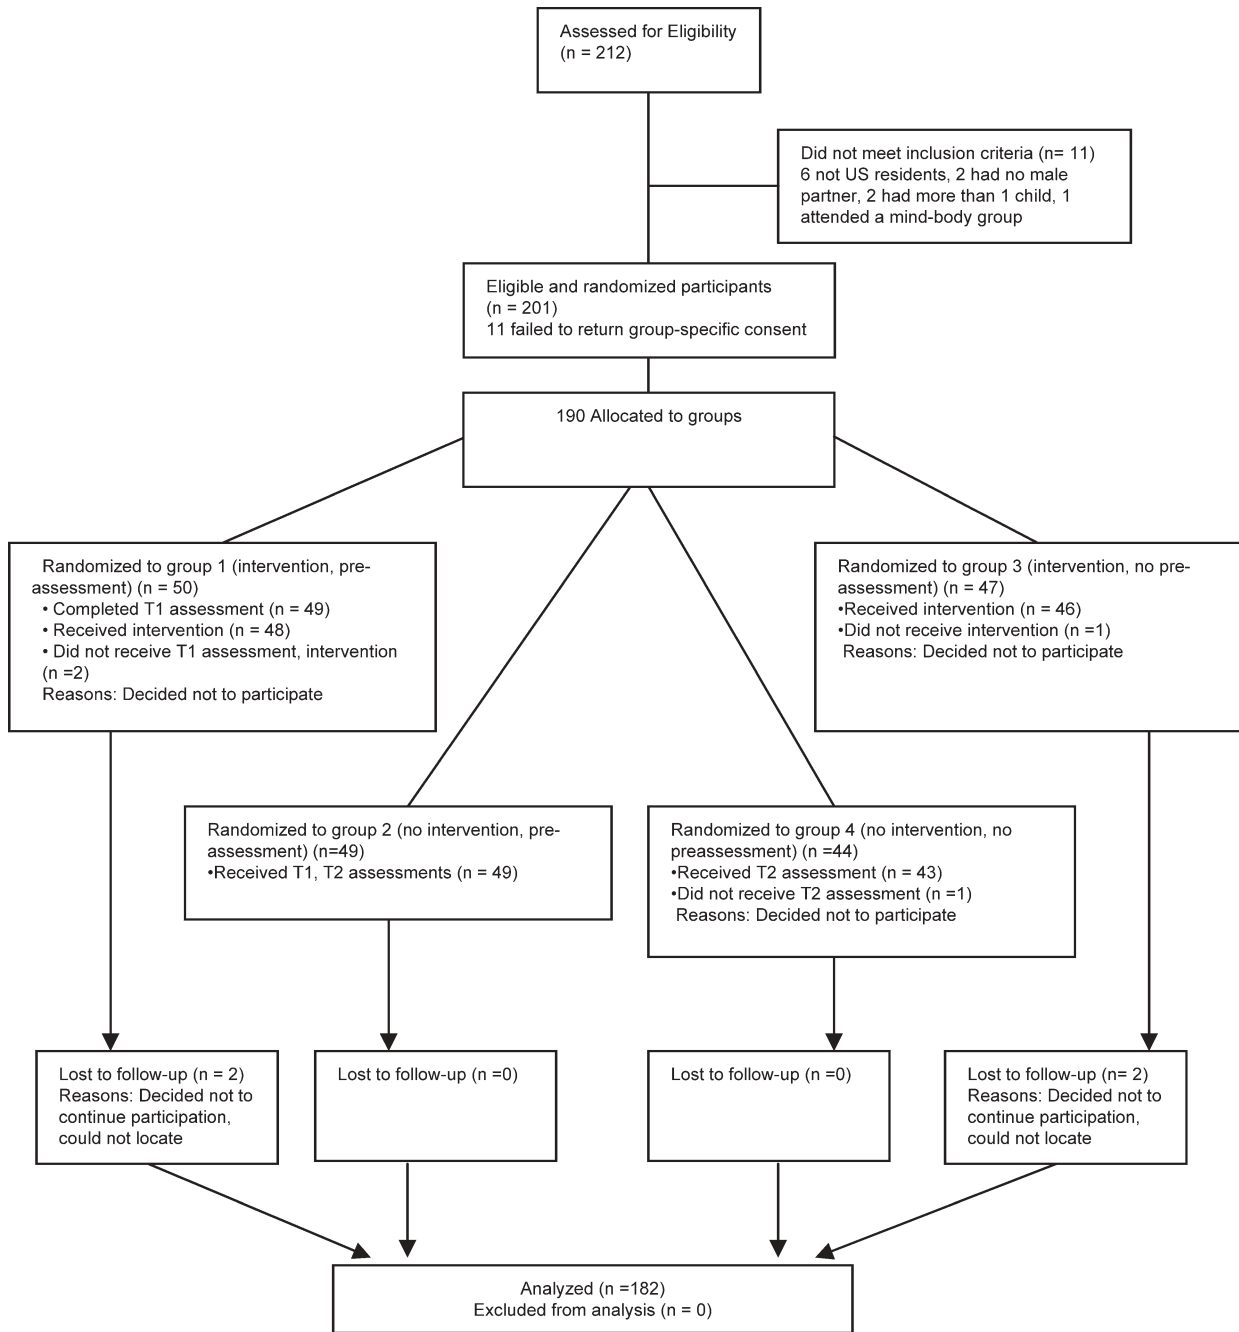 Assessed for Eligibility
(n = 212)
Did not meet inclusion criteria (n= 11)
6 not US residents, 2 had no male
partner, 2 had more than 1 child, 1
attended a mind-body group
Eligible and randomized participants
(n = 201)
11 failed to return group-specific consent
190 Allocated to groups
Randomized to group 1 (intervention, pre-
assessment) (n = 50)
• Completed T1 assessment (n = 49)
• Received intervention (n = 48)
• Did not receive T1 assessment, intervention
(n =2)
Reasons: Decided not to participate
Randomized to group 3 (intervention, no pre-
assessment) (n = 47)
•Received intervention (n = 46)
•Did not receive intervention (n =1)
Reasons: Decided not to participate
Randomized to group 2 (no intervention, pre-
assessment) (n=49)
•Received T1, T2 assessments (n = 49)
Randomized to group 4 (no intervention, no
preassessment) (n =44)
•Received T2 assessment (n = 43)
•Did not receive T2 assessment (n =1)
Reasons: Decided not to participate
Lost to follow-up (n = 2)
Reasons: Decided not to
continue participation,
could not locate
Lost to follow-up (n =0)
Lost to follow-up (n =0)
Lost to follow-up (n= 2)
Reasons: Decided not to
continue participation,
could not locate
Analyzed (n =182)
Excluded from analysis (n = 0)